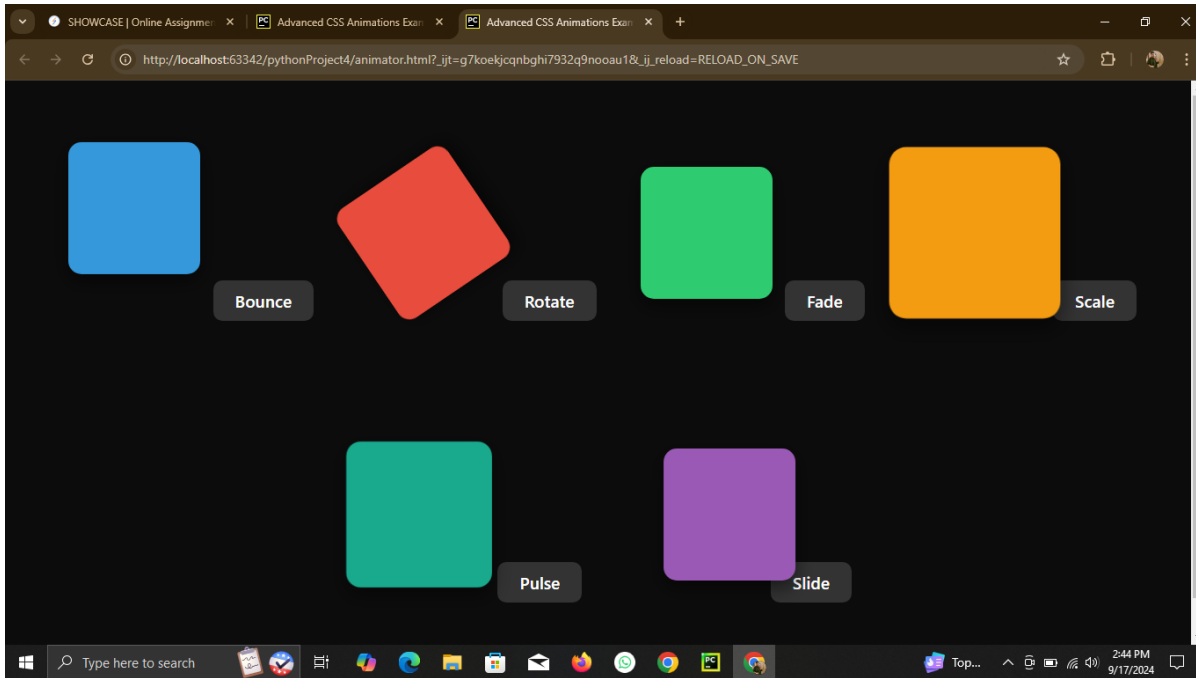 SHOWCASE | Online Assignmen
Advanced CSS Animations Exan
Advanced CSS Animations Exan
http://localhost:63342/pythonProject4/animator.html?_ijt=g7koekjcqnbghi7932q9nooau1&_ij_reload=RELOAD_ON_SAVE
Bounce
Rotate
Fade
Scale
Pulse
Slide
Type here to search
Top...
2:44 PM
9/17/2024